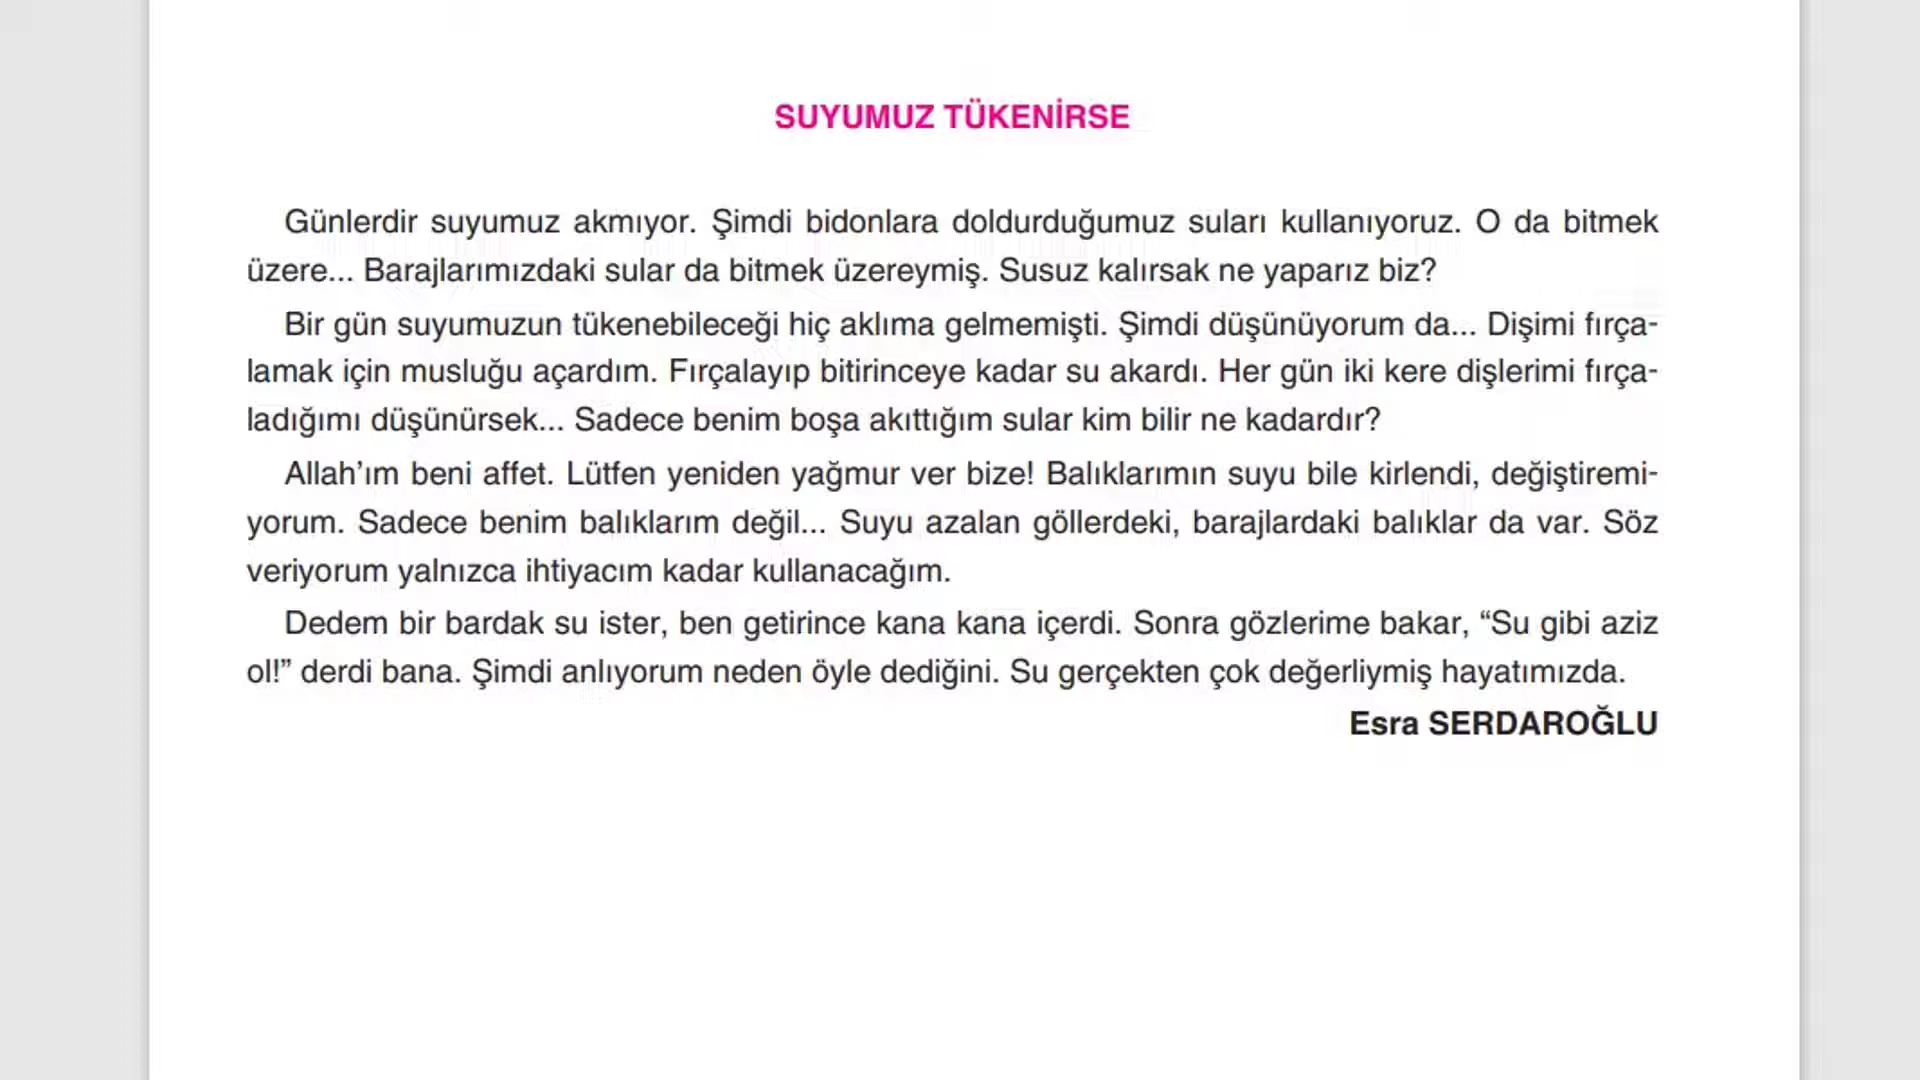 SUYUMUZ TÜKENİRSE
Günlerdir suyumuz akmıyor. Şimdi bidonlara doldurduğumuz suları kullanıyoruz. O da bitmek
üzere... Barajlarımızdaki sular da bitmek üzereymiş. Susuz kalırsak ne yaparız biz?
Bir gün suyumuzun tükenebileceği hiç aklıma gelmemişti. Şimdi düşünüyorum da... Dişimi fırça-
lamak için musluğu açardım. Fırçalayıp bitirinceye kadar su akardı. Her gün iki kere dişlerimi fırça-
ladığımı düşünürsek... Sadece benim boşa akıttığım sular kim bilir ne kadardır?
Allah’ım beni affet. Lütfen yeniden yağmur ver bize! Balıklarımın suyu bile kirlendi, değiştiremi-
yorum. Sadece benim balıklarım değil... Suyu azalan göllerdeki, barajlardaki balıklar da var. Söz
veriyorum yalnızca ihtiyacım kadar kullanacağım.
Dedem bir bardak su ister, ben getirince kana kana içerdi. Sonra gözlerime bakar, “Su gibi aziz
ol!” derdi bana. Şimdi anlıyorum neden öyle dediğini. Su gerçekten çok değerliymiş hayatımızda.
Esra SERDAROĞLU